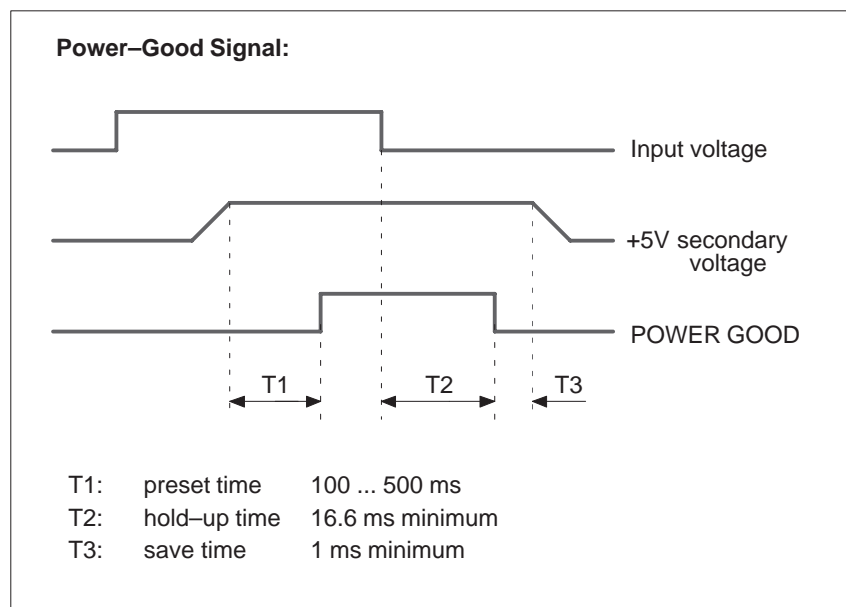 Power–Good Signal:
Input voltage
+5V secondary
voltage
POWER GOOD
T1 T2 T3
T1: preset time 100 ... 500 ms
T2: hold–up time 16.6 ms minimum
T3: save time 1 ms minimum